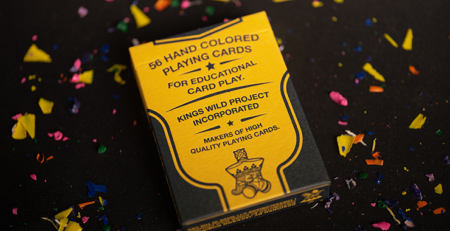 56 HAND COLORED
PLAYING CARDS
FOR EDUCATIONAL
CARD PLAY.
KINGS WILD PROJECT
INCORPORATED
MAKERS OF HIGH
QUALITY PLAYING CARDS.